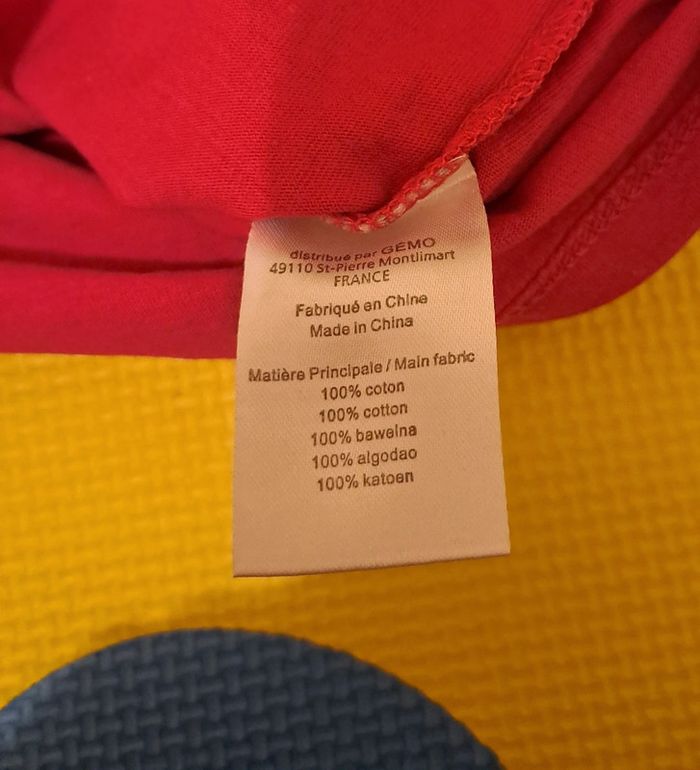 distribué par GÉMO
49110 St-Pierre Montlimart
FRANCE
Fabriqué en Chine
Made in China
Matière Principale / Main fabric
100% coton
100% cotton
100% bawelna
100% algodao
100% katoen